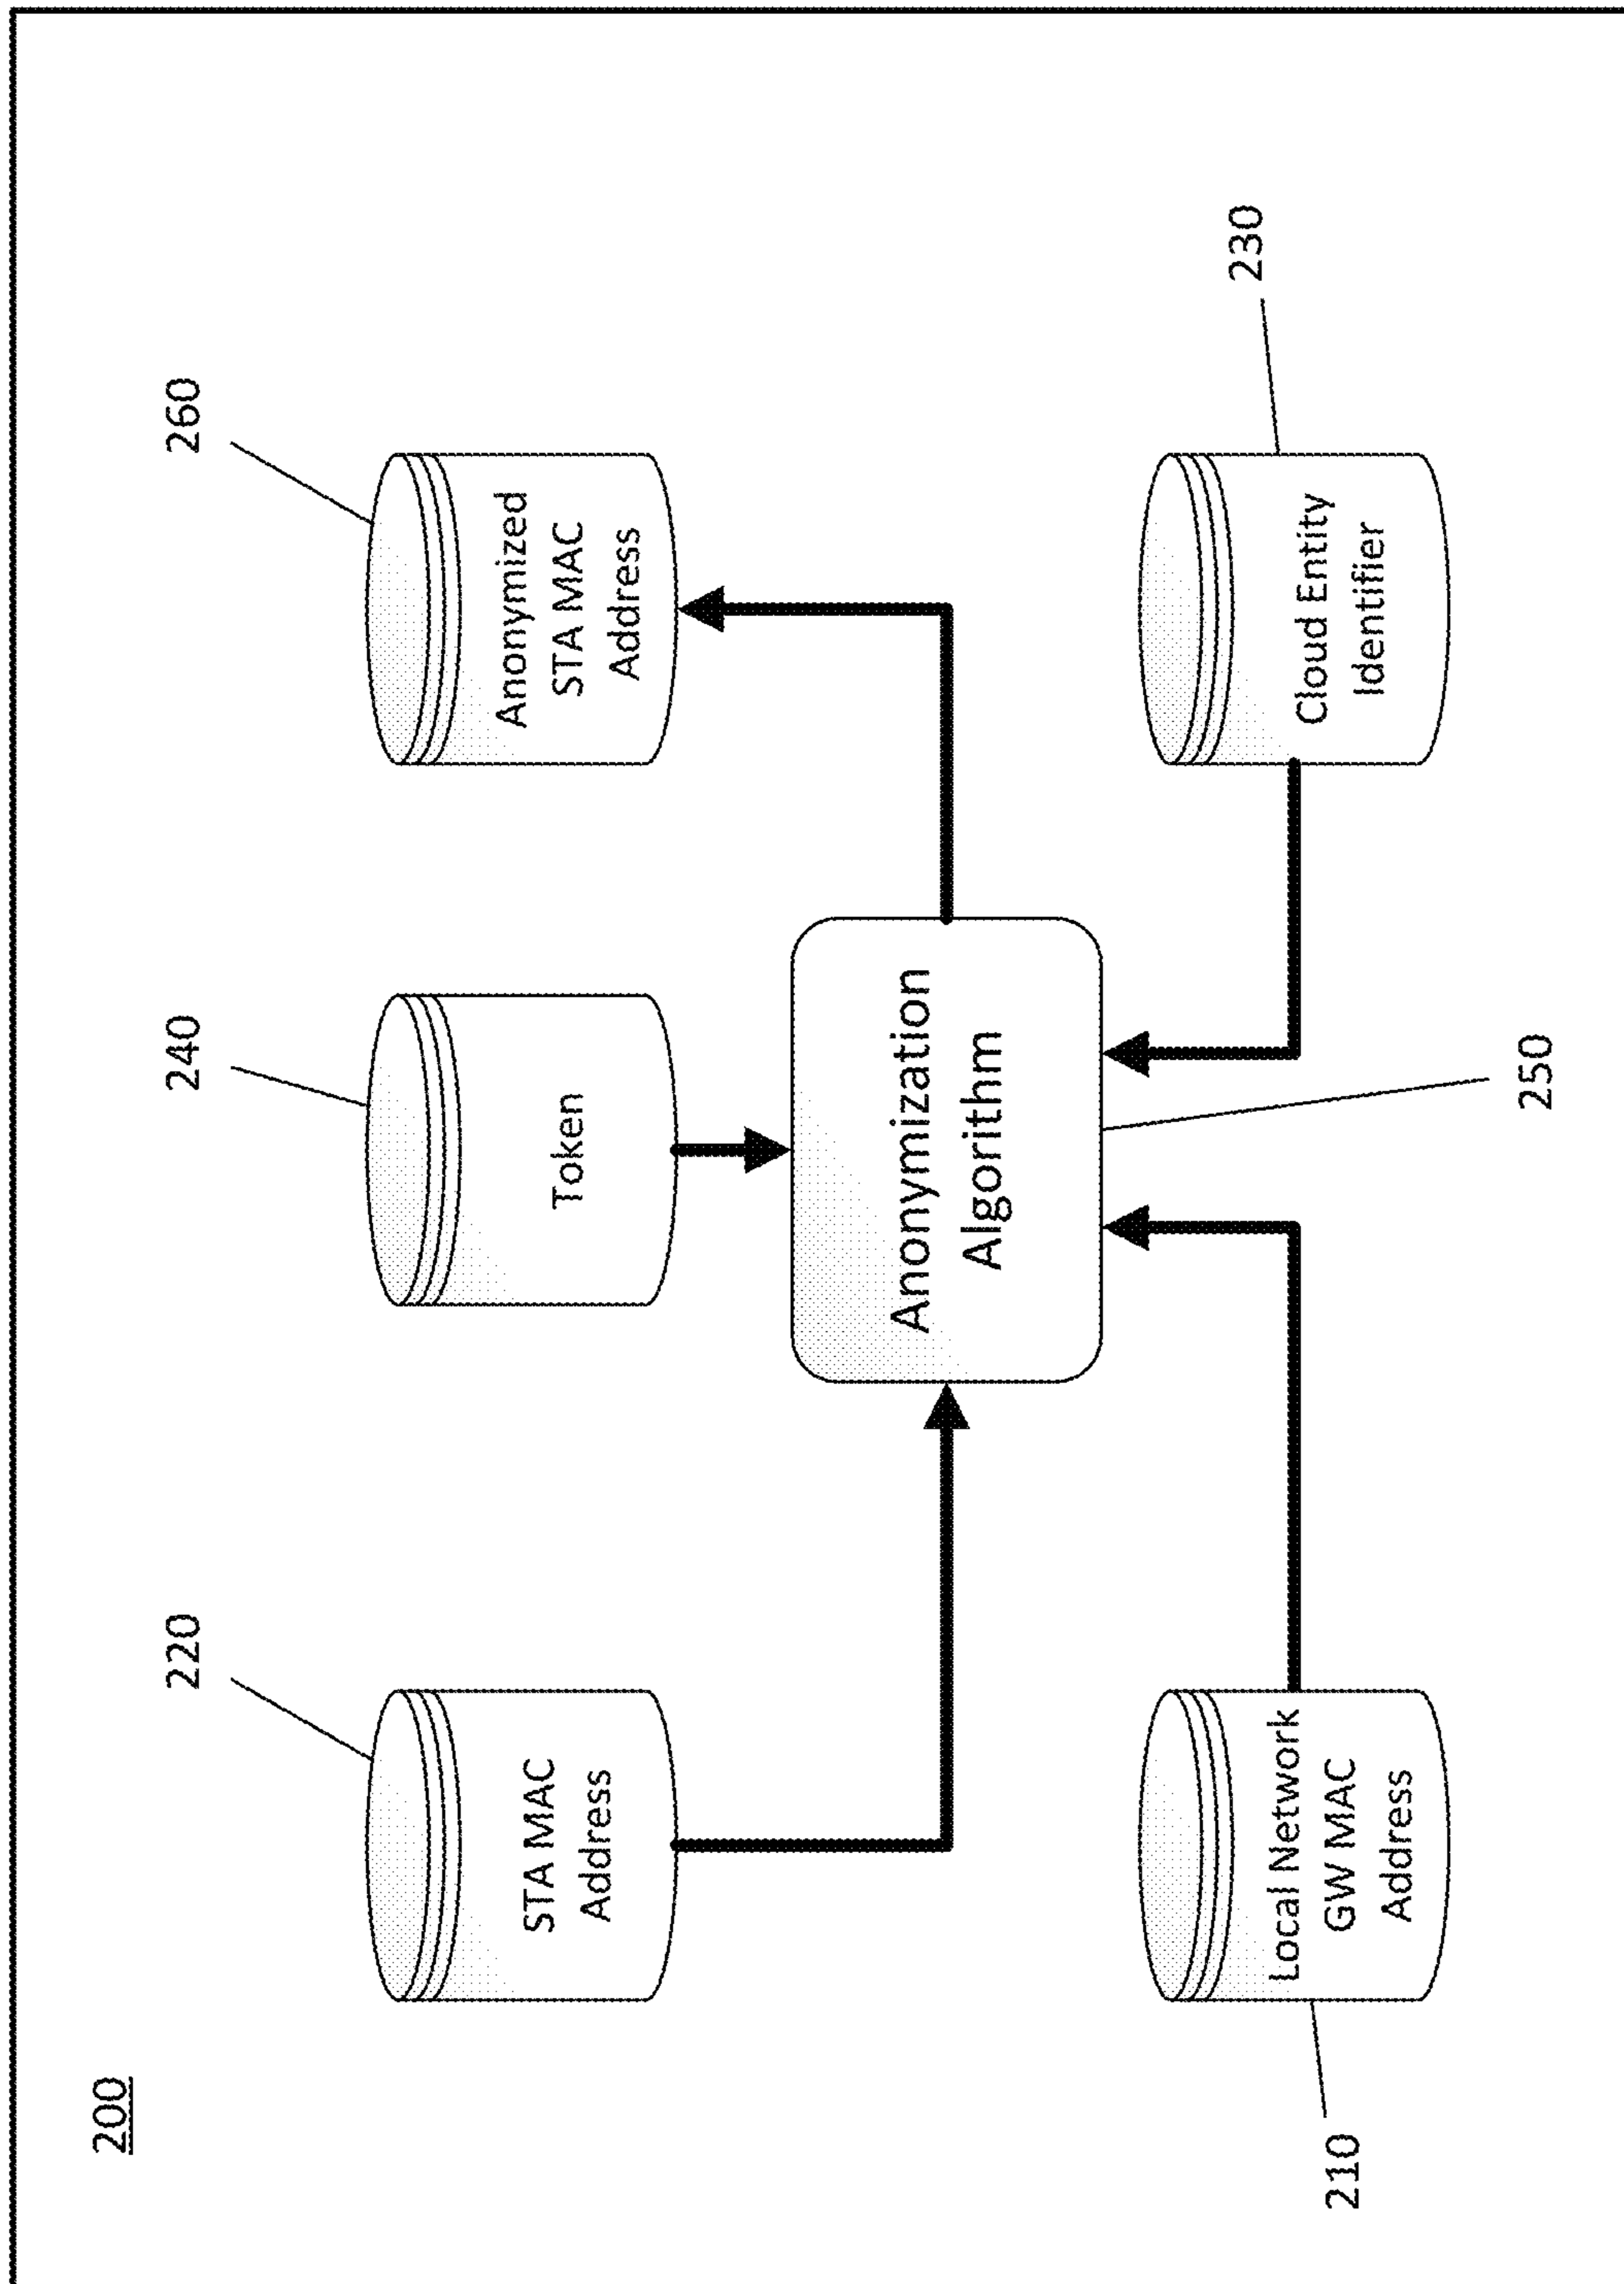 200
220
240
260
STA MAC
Address
Token
Anonymized
STA MAC
Address
Anonymization
Algorithm
Local Network
GW MAC
Address
Cloud Entity
Identifier
210
250
230